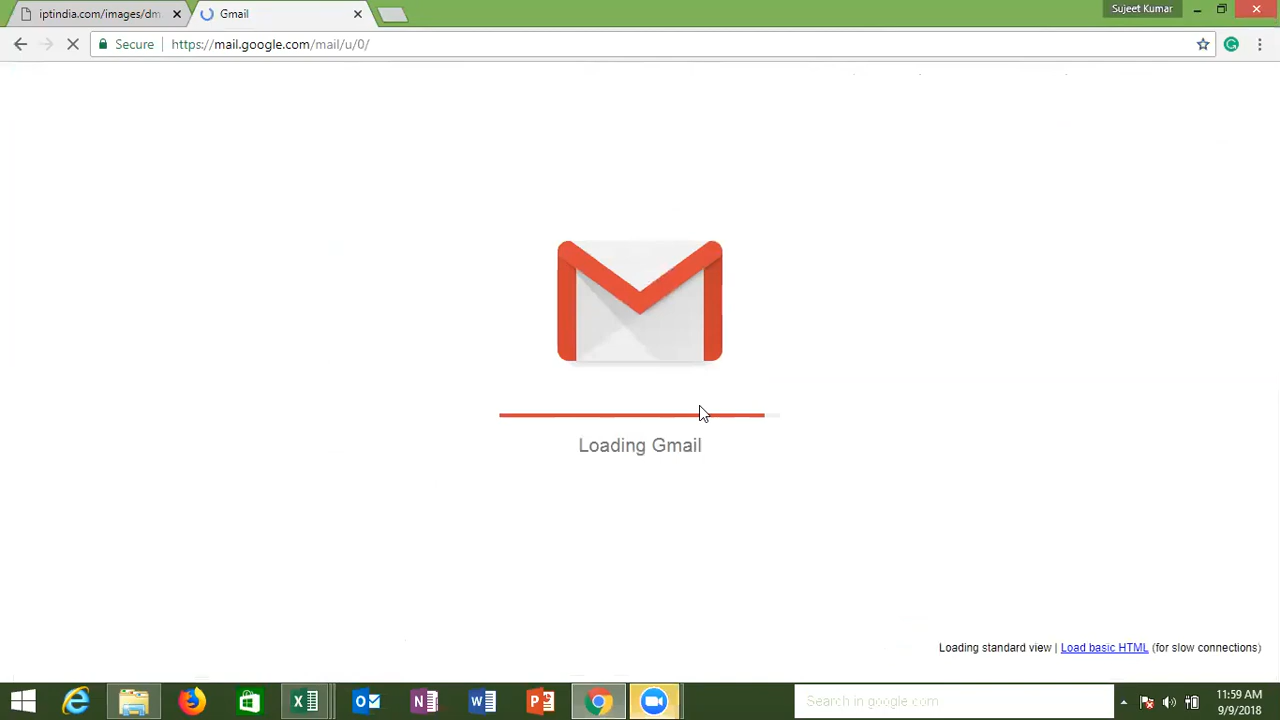 iptindia.com/images/dm
Gmail
Sujeet Kumar
Secure
https://mail.google.com/mail/u/0/
Loading Gmail
Loading standard view | Load basic HTML (for slow connections)
Search in google.com
11:59 AM
9/9/2018